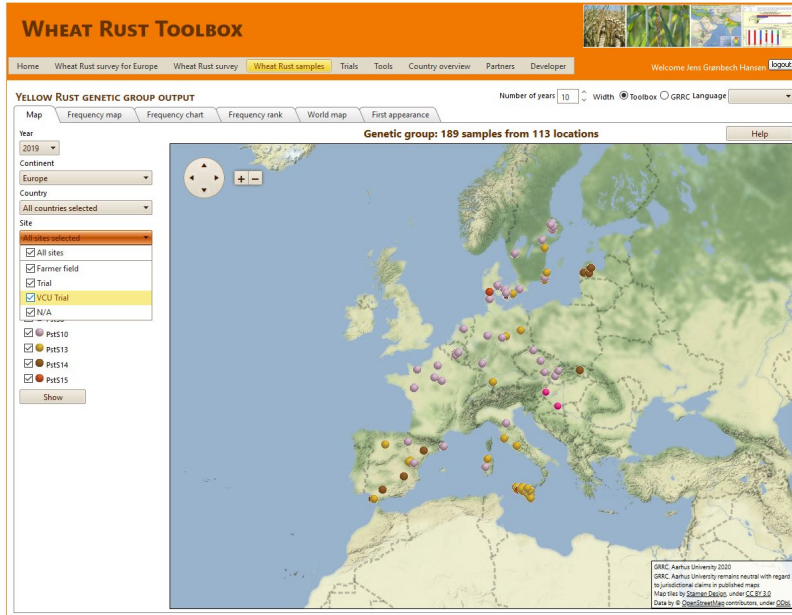 WHEAT RUST TOOLBOX
Home Wheat Rust survey for Europe Wheat Rust survey Wheat Rust samples Trials Tools Country overview Partners Developer Welcome Jens Grønbech Hansen logout
YELLOW RUST GENETIC GROUP OUTPUT
Number of years 10 Width Toolbox GRRC Language
Map Frequency map Frequency chart Frequency rank World map First appearance
Year
Genetic group: 189 samples from 113 locations
Help
2019
Continent
Europe
Country
All countries selected
Site
All sites selected
All sites
Farmer field
Trial
VCU Trial
N/A
PstS10
PstS13
PstS14
PstS15
Show
GRRC, Aarhus University 2020
GRRC, Aarhus University remains neutral with regard
to jurisdictional claims in published maps
Map tiles by Stamen Design, under CC BY 3.0
Data by © OpenStreetMap contributors, under ODbL